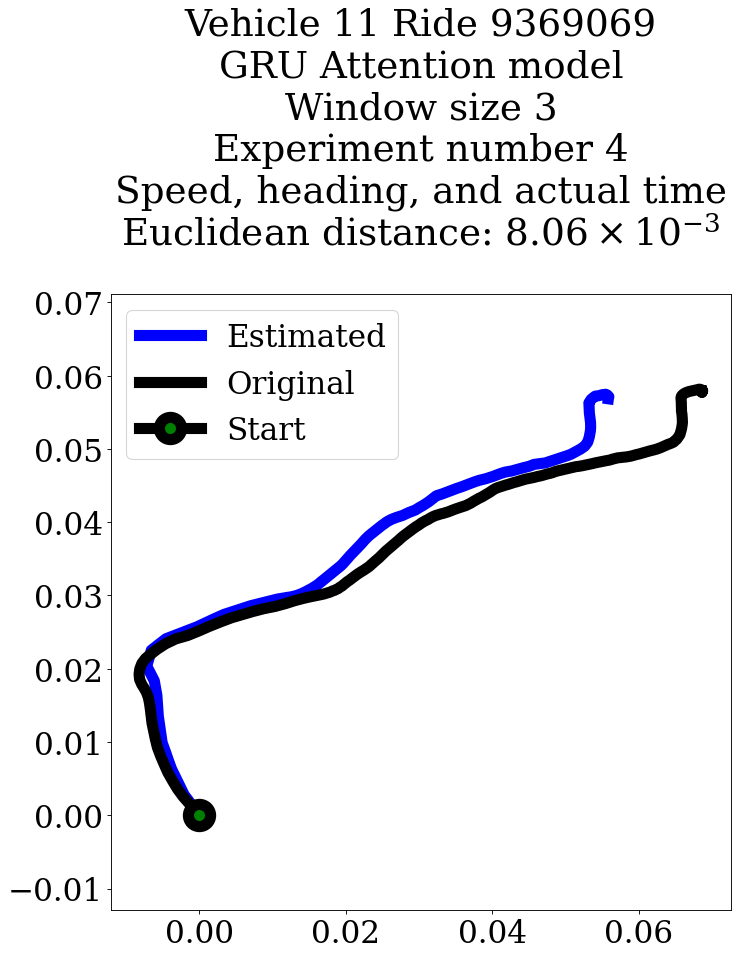 Vehicle 11 Ride 9369069
GRU Attention model
Window size 3
Experiment number 4
Speed, heading, and actual time
Euclidean distance: 8.06 × 10⁻³
0.07
0.06
0.05
0.04
0.03
0.02
0.01
0.00
−0.01
Estimated
Original
Start
0.00 0.02 0.04 0.06